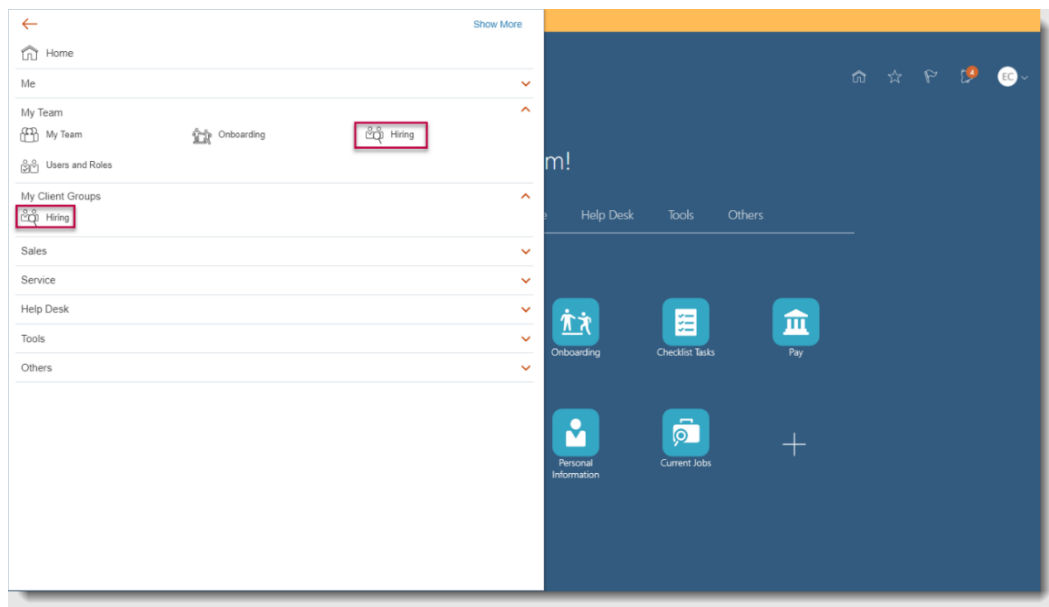 Show More
Home
Me
My Team
My Team Onboarding Hiring
Users and Roles
My Client Groups
Hiring
Sales
Service
Help Desk
Tools
Others
4
EC
m!
Help Desk Tools Others
Onboarding Checklist Tasks Pay
Personal
Information
Current Jobs